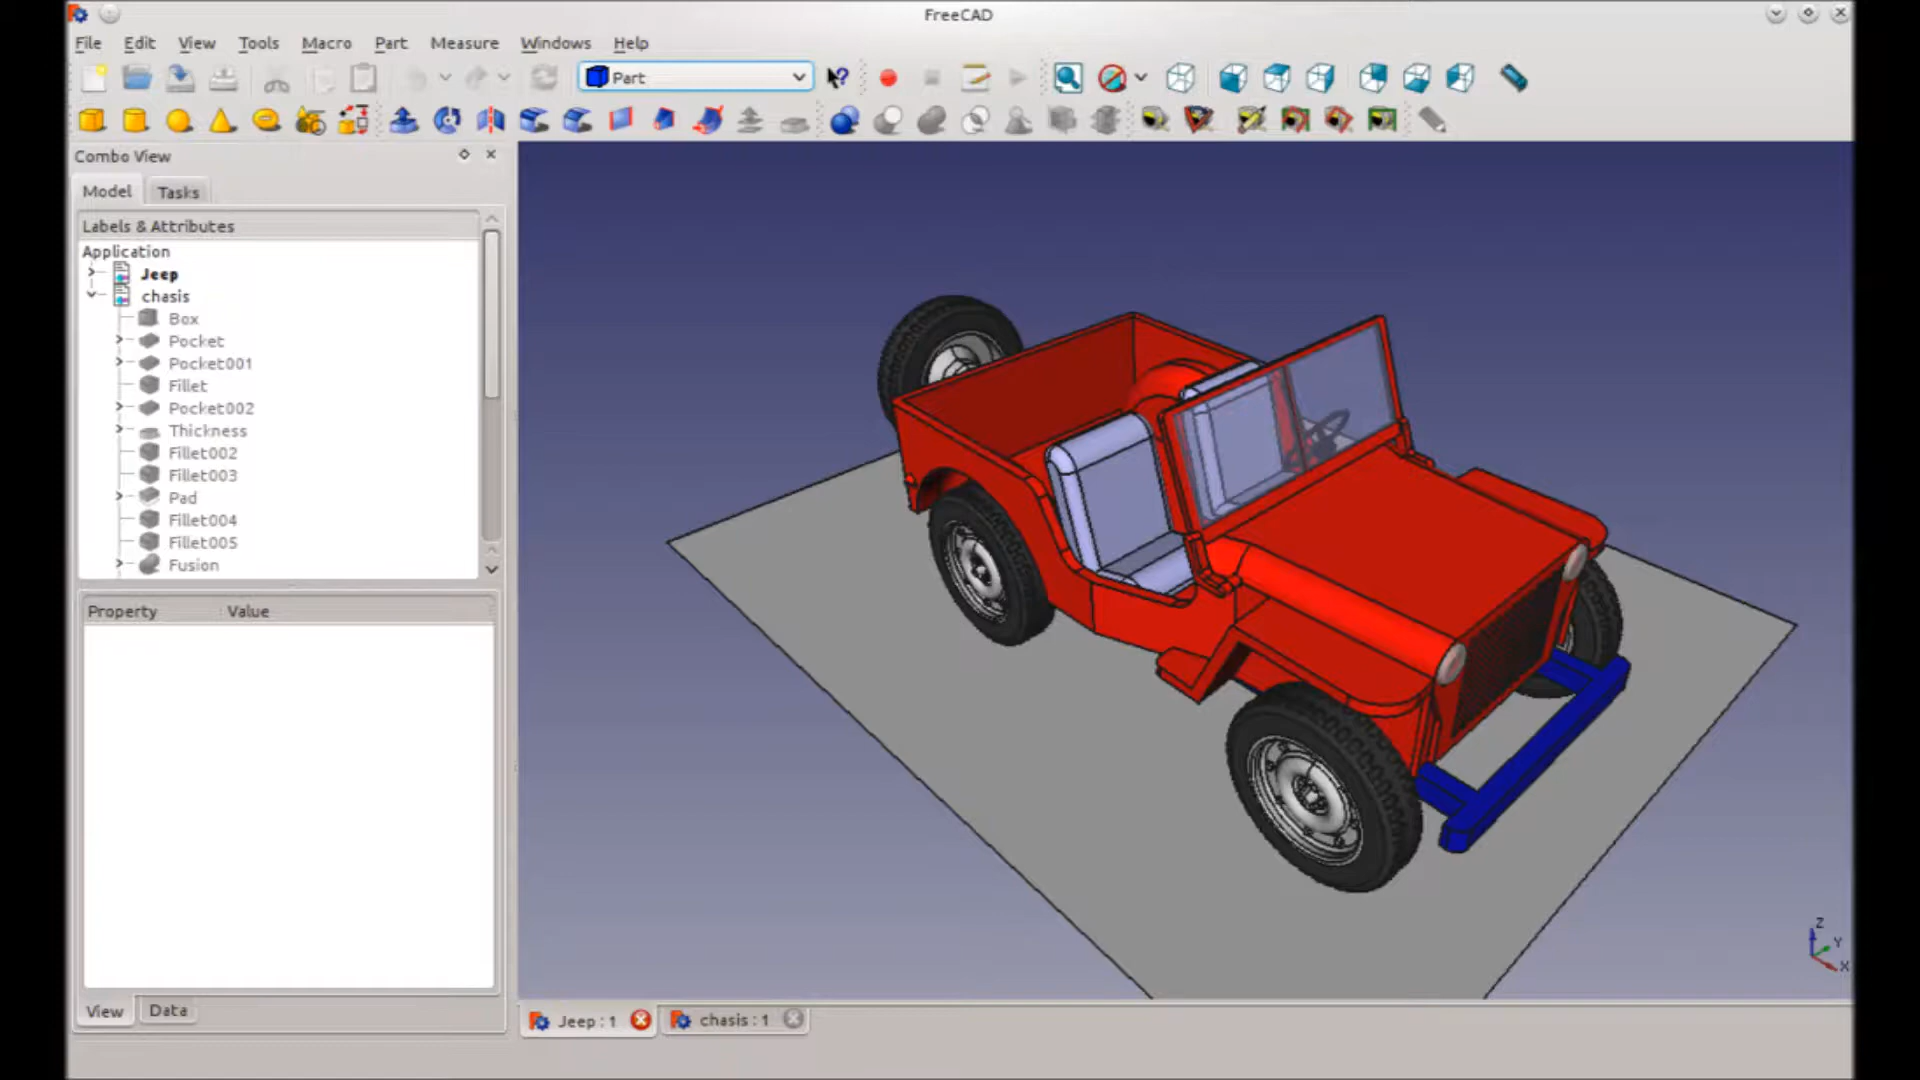 FreeCAD
File Edit View Tools Macro Part Measure Windows Help
Part
Combo View
Model Tasks
Labels & Attributes
Application
Jeep
chasis
Box
Pocket
Pocket001
Fillet
Pocket002
Thickness
Fillet002
Fillet003
Pad
Fillet004
Fillet005
Fusion
Property Value
Z
Y
X
View Data
Jeep : 1 chasis : 1